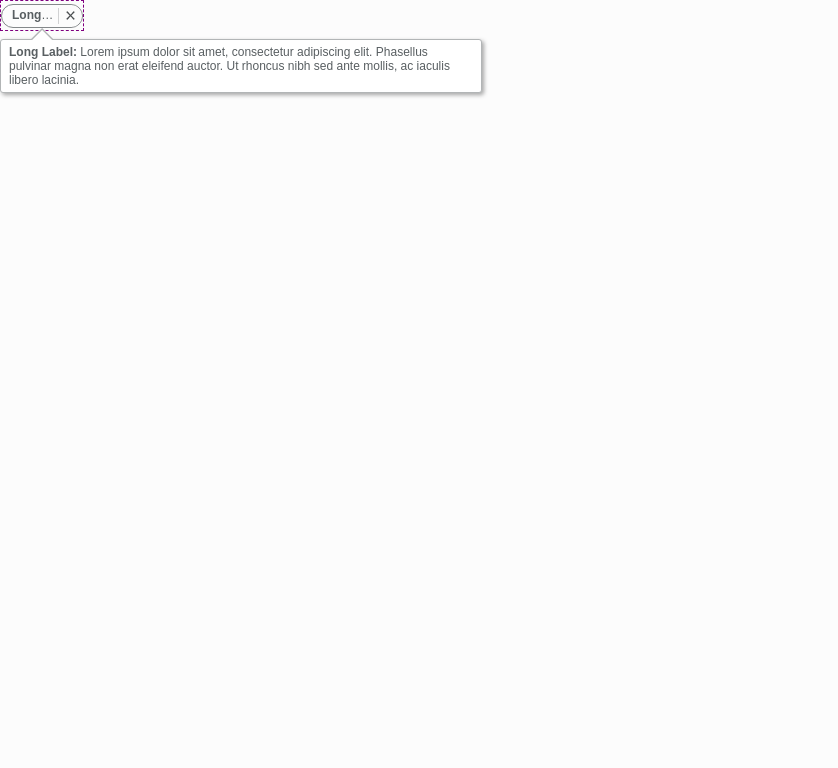 Long…
Long Label: Lorem ipsum dolor sit amet, consectetur adipiscing elit. Phasellus
pulvinar magna non erat eleifend auctor. Ut rhoncus nibh sed ante mollis, ac iaculis
libero lacinia.